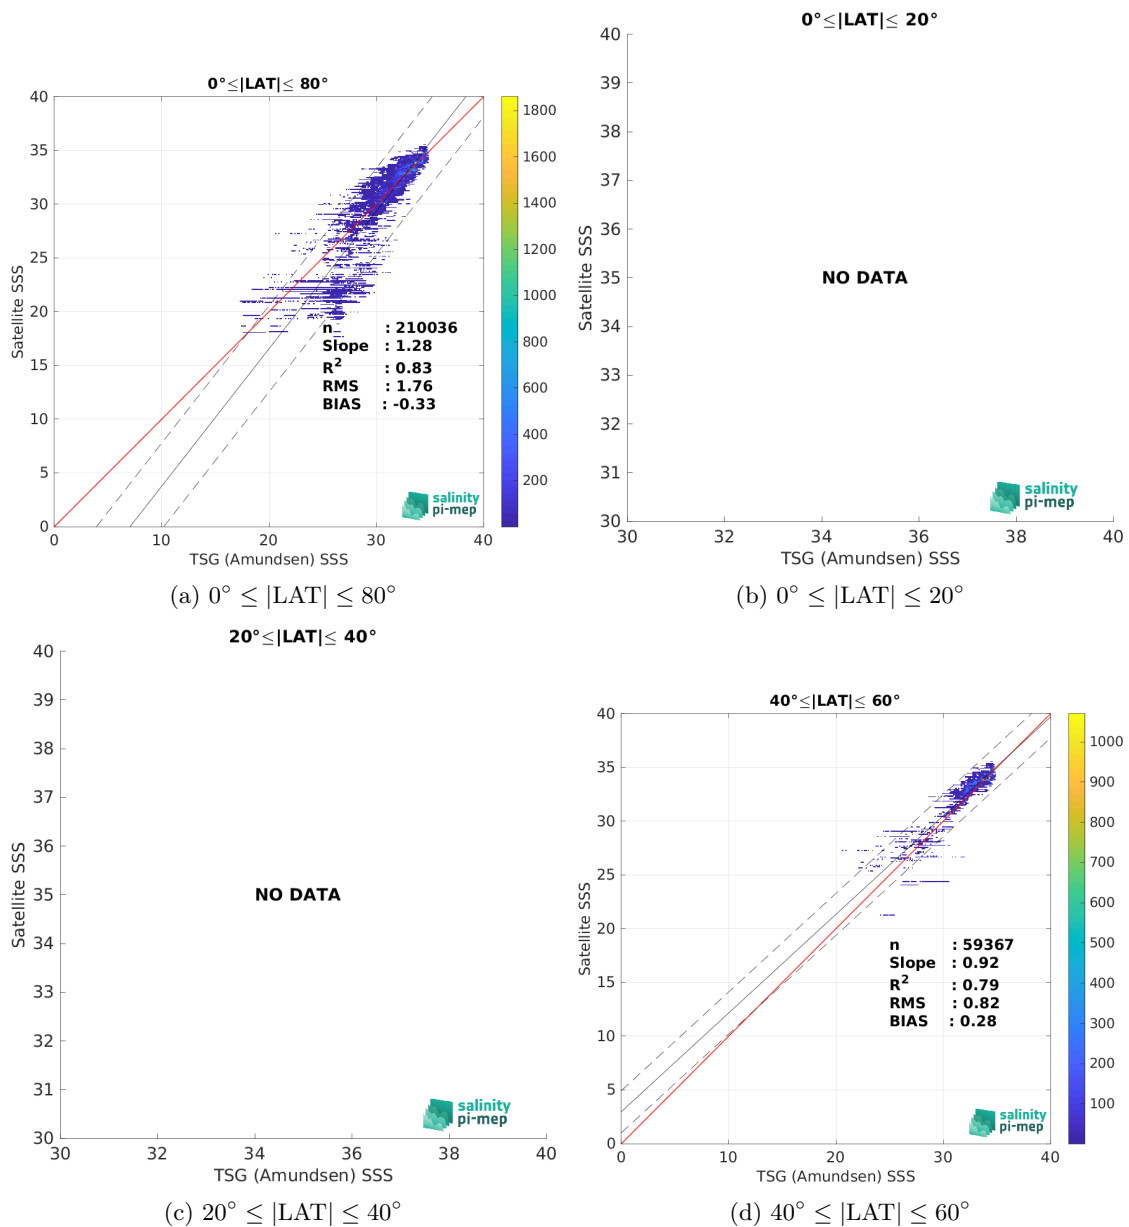 0°≤|LAT|≤ 80°
40
35
30
25
20
15
10
5
0
Satellite SSS
0
10
20
30
40
TSG (Amundsen) SSS
n : 210036
Slope : 1.28
R² : 0.83
RMS : 1.76
BIAS : -0.33
salinity
pi-mep
1800
1600
1400
1200
1000
800
600
400
200
(a) 0° ≤ |LAT| ≤ 80°
0°≤|LAT|≤ 20°
40
39
38
37
36
35
34
33
32
31
30
Satellite SSS
NO DATA
salinity
pi-mep
30
32
34
36
38
40
TSG (Amundsen) SSS
(b) 0° ≤ |LAT| ≤ 20°
20°≤|LAT|≤ 40°
40
39
38
37
36
35
34
33
32
31
30
Satellite SSS
NO DATA
salinity
pi-mep
30
32
34
36
38
40
TSG (Amundsen) SSS
(c) 20° ≤ |LAT| ≤ 40°
40°≤|LAT|≤ 60°
40
35
30
25
20
15
10
5
0
Satellite SSS
n : 59367
Slope : 0.92
R² : 0.79
RMS : 0.82
BIAS : 0.28
salinity
pi-mep
0
10
20
30
40
TSG (Amundsen) SSS
1000
900
800
700
600
500
400
300
200
100
(d) 40° ≤ |LAT| ≤ 60°